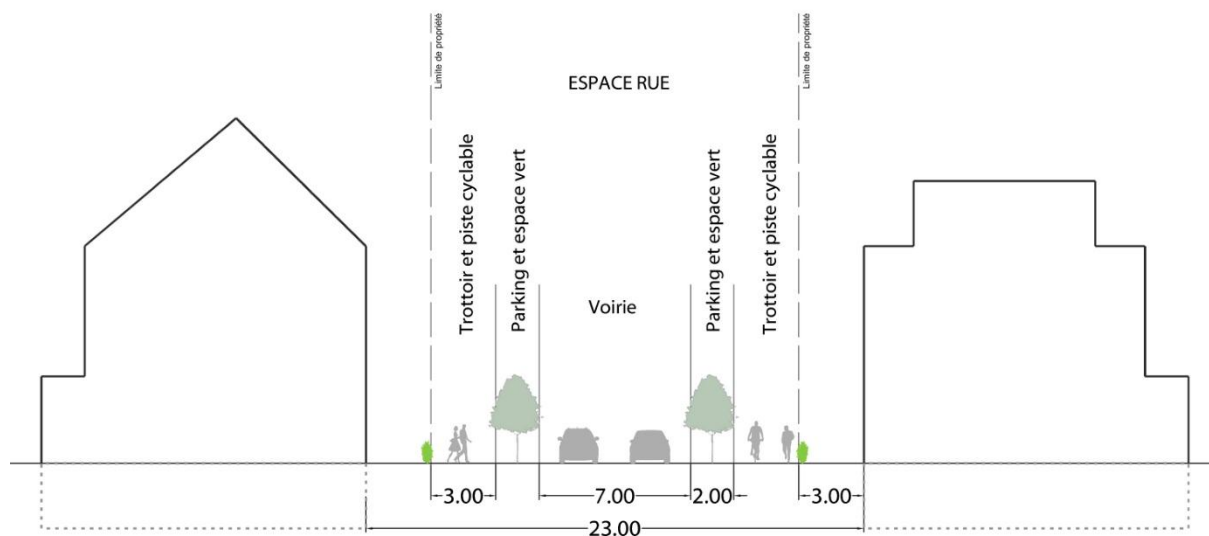 Limite de propriété
Limite de propriété
ESPACE RUE
Trottoir et piste cyclable
Parking et espace vert
Voirie
Parking et espace vert
Trottoir et piste cyclable
3.00
7.00
2.00
3.00
23.00